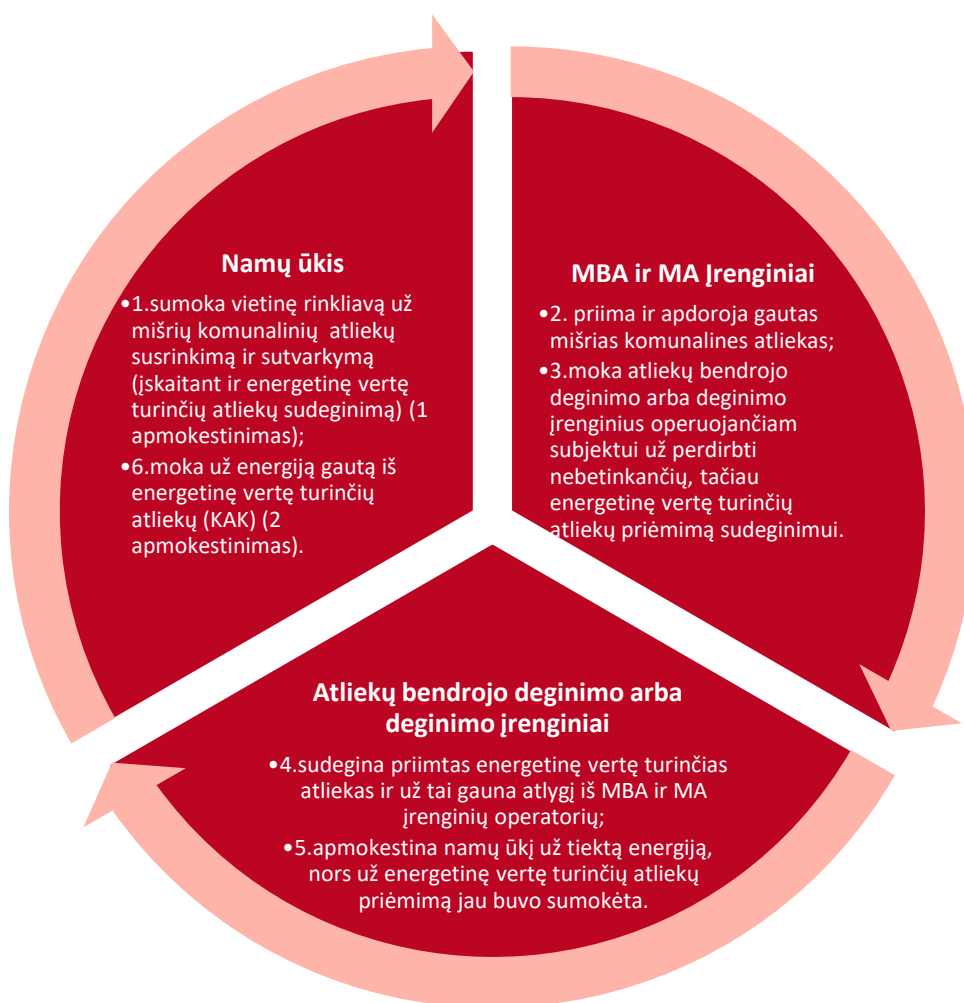 Namų ūkis
•1.sumoka vietinę rinkliavą už
mišrių komunalinių atliekų
susrinkimą ir sutvarkymą
(įskaitant ir energetinę vertę
turinčių atliekų sudeginimą) (1
apmokestinimas);
•6.moka už energiją gautą iš
energetinę vertę turinčių
atliekų (KAK) (2
apmokestinimas).
MBA ir MA Įrenginiai
•2. priima ir apdoroja gautas
mišrias komunalines atliekas;
•3.moka atliekų bendrojo
deginimo arba deginimo
įrenginius operuojančiam
subjektui už perdirbti
nebetinkančių, tačiau
energetinę vertę turinčių
atliekų priėmimą sudeginimui.
Atliekų bendrojo deginimo arba
deginimo įrenginiai
•4.sudegina priimtas energetinę vertę turinčias
atliekas ir už tai gauna atlygį iš MBA ir MA
įrenginių operatorių;
•5.apmokestina namų ūkį už tiektą energiją,
nors už energetinę vertę turinčių atliekų
priėmimą jau buvo sumokėta.